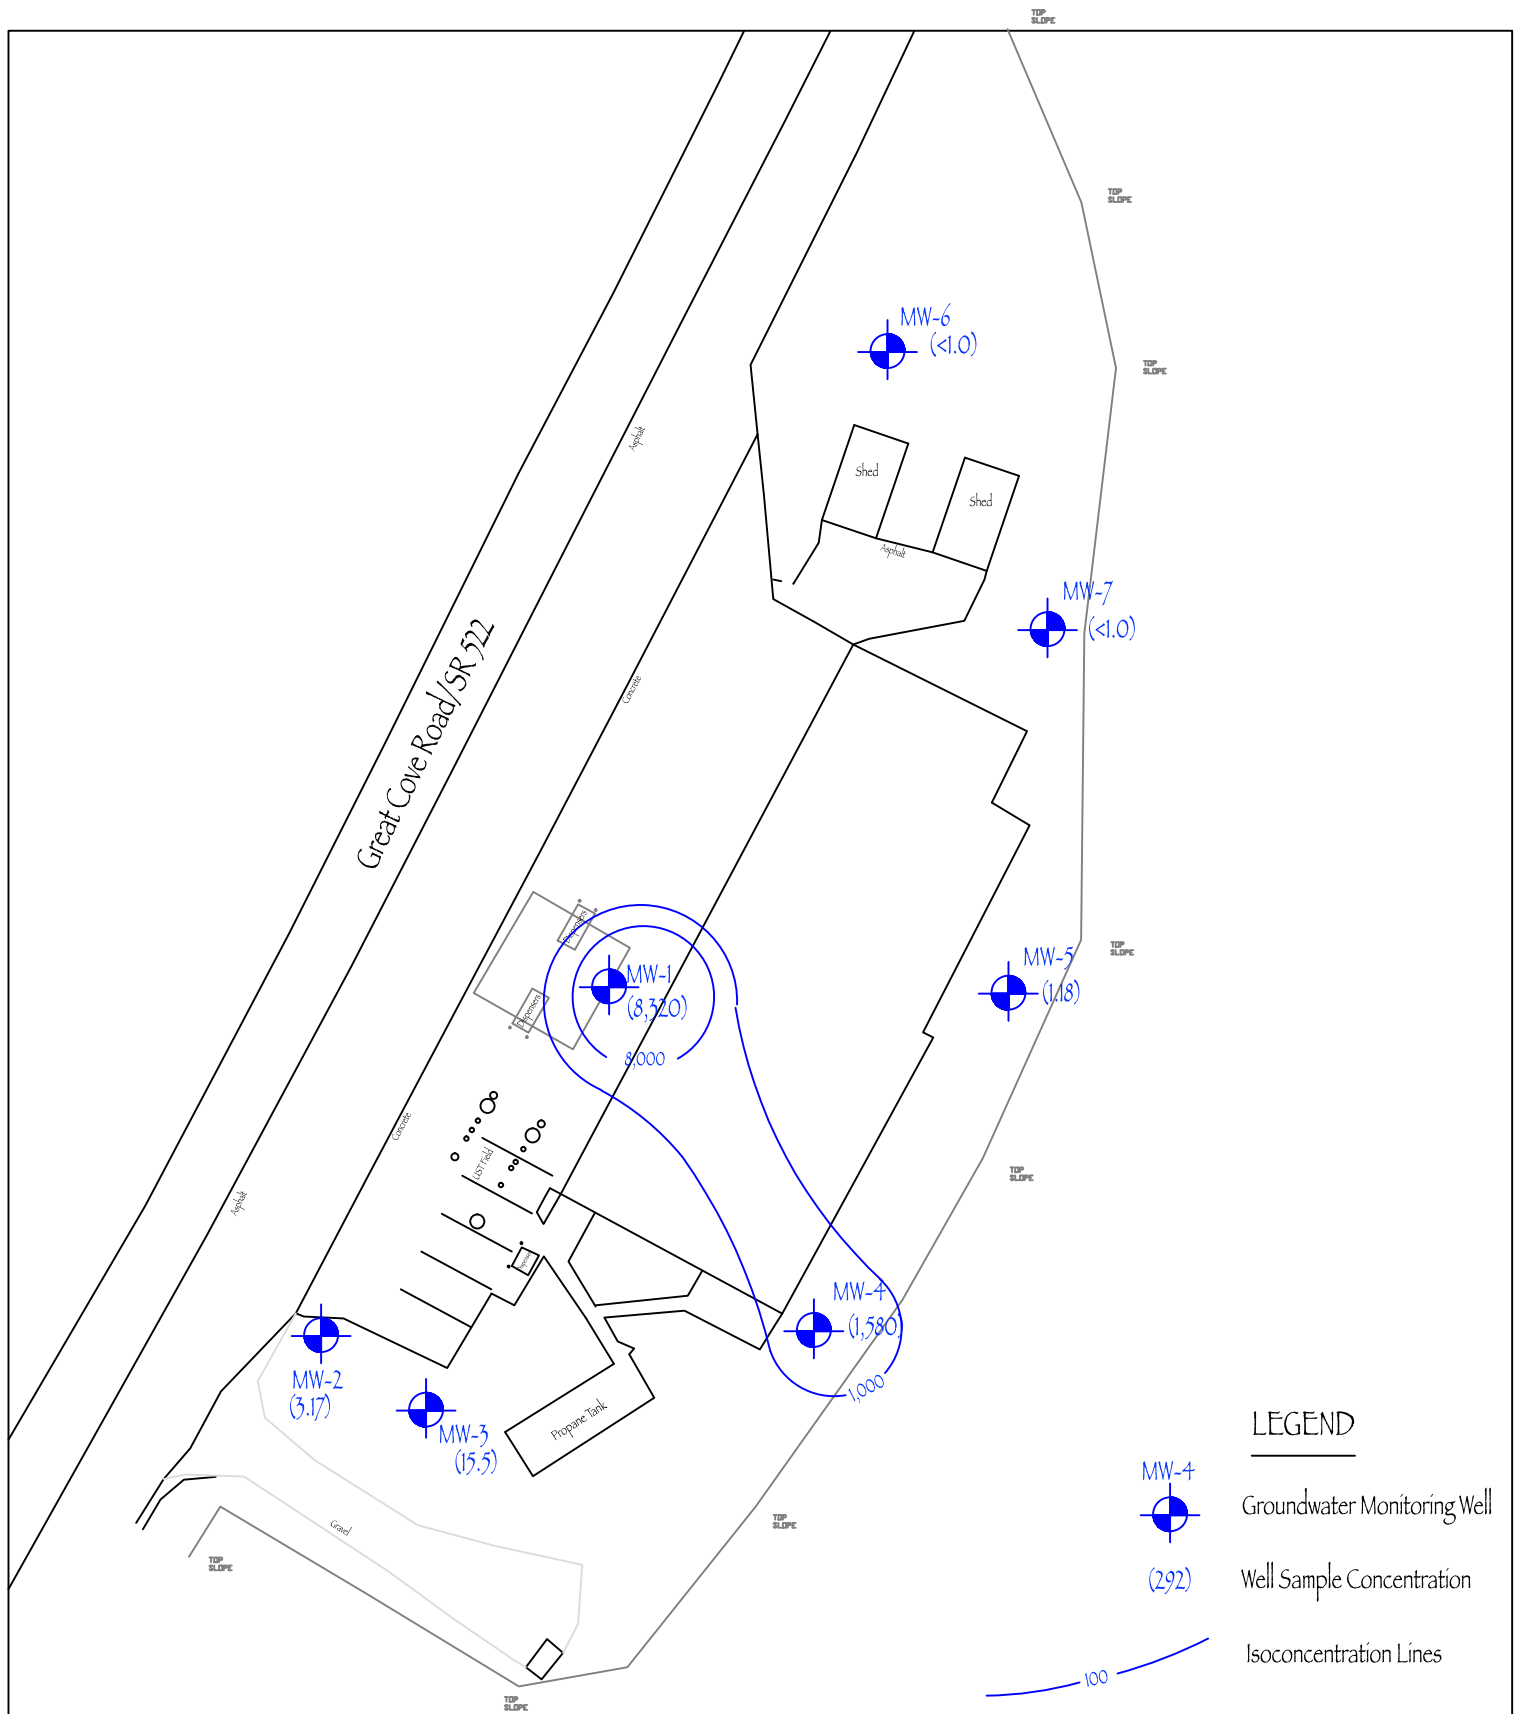 TOP
SLOPE
TOP
SLOPE
MW-6
(<1.0)
TOP
SLOPE
Asphalt
Shed
Shed
Asphalt
MW-7
(<1.0)
Great Cove Road/SR 522
Concrete
Dispensers
MW-1
(8,320)
8,000
Dispensers
TOP
SLOPE
MW-5
(1.18)
Concrete
UST Field
TOP
SLOPE
Asphalt
Dispenser
MW-4
(1,580)
1,000
MW-2
(3.17)
MW-3
(15.5)
Propane Tank
Gravel
TOP
SLOPE
TOP
SLOPE
TOP
SLOPE
LEGEND
MW-4
Groundwater Monitoring Well
(292)
Well Sample Concentration
Isoconcentration Lines
100